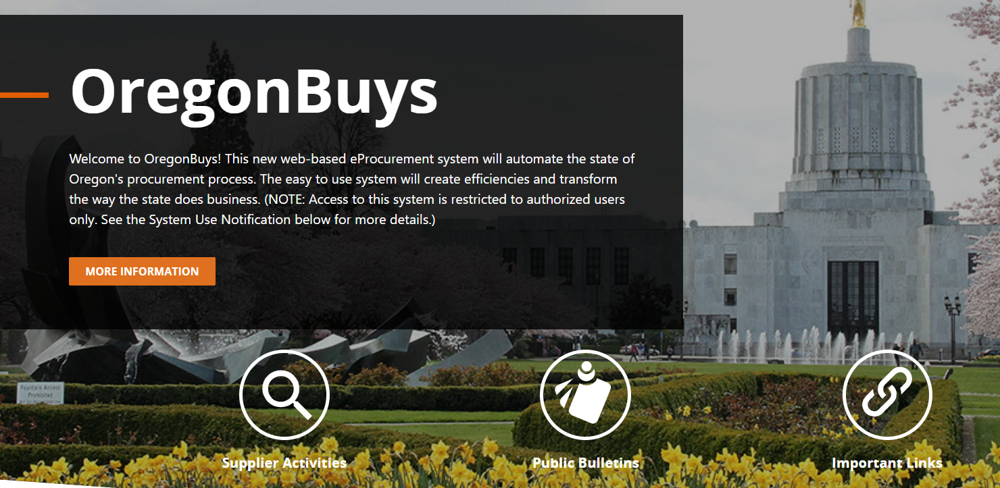 OregonBuys
Welcome to OregonBuys! This new web-based eProcurement system will automate the state of
Oregon's procurement process. The easy to use system will create efficiencies and transform
the way the state does business. (NOTE: Access to this system is restricted to authorized users
only. See the System Use Notification below for more details.)
MORE INFORMATION
Fountain Access
Prohibited
Supplier Activities
Public Bulletins
Important Links